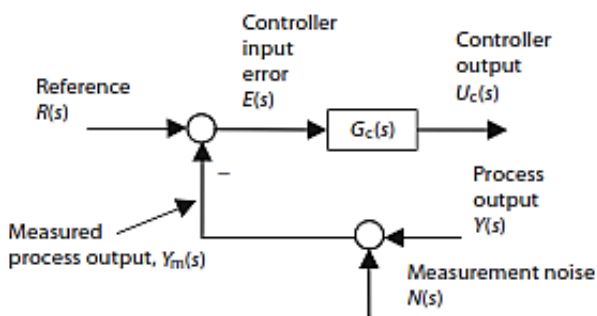 Controller
input
error
E(s)
Controller
output
Uc(s)
Reference
R(s)
Gc(s)
–
Process
output
Y(s)
Measured
process output, Ym(s)
Measurement noise
N(s)